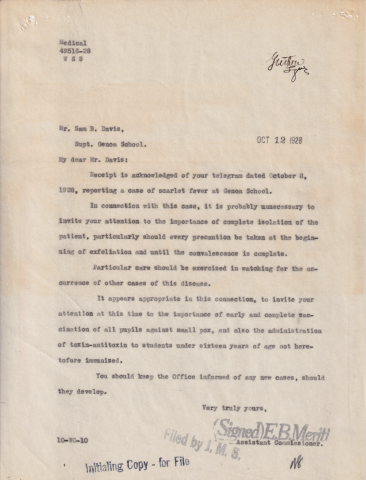 Medical
48516-28
W S S
OCT 12 1928
Mr. Sam B. Davis,
Supt. Genoa School.
My dear Mr. Davis:
Receipt is acknowledged of your telegram dated October 8,
1928, reporting a case of scarlet fever at Genoa School.
In connection with this case, it is probably unnecessary to
invite your attention to the importance of complete isolation of the
patient, particularly should every precaution be taken at the begin-
ning of exfoliation and until the convalescence is complete.
Particular care should be exercised in watching for the oc-
currence of other cases of this disease.
It appears appropriate in this connection, to invite your
attention at this time to the importance of early and complete vac-
cination of all pupils against small pox, and also the administration
of toxin-antitoxin to students under sixteen years of age not here-
tofore immunized.
You should keep the Office informed of any new cases, should
they develop.
Very truly yours,
(Signed) E.B. Meritt
Assistant Commissioner.
Filed by J. M. S.
Initialing Copy - for File